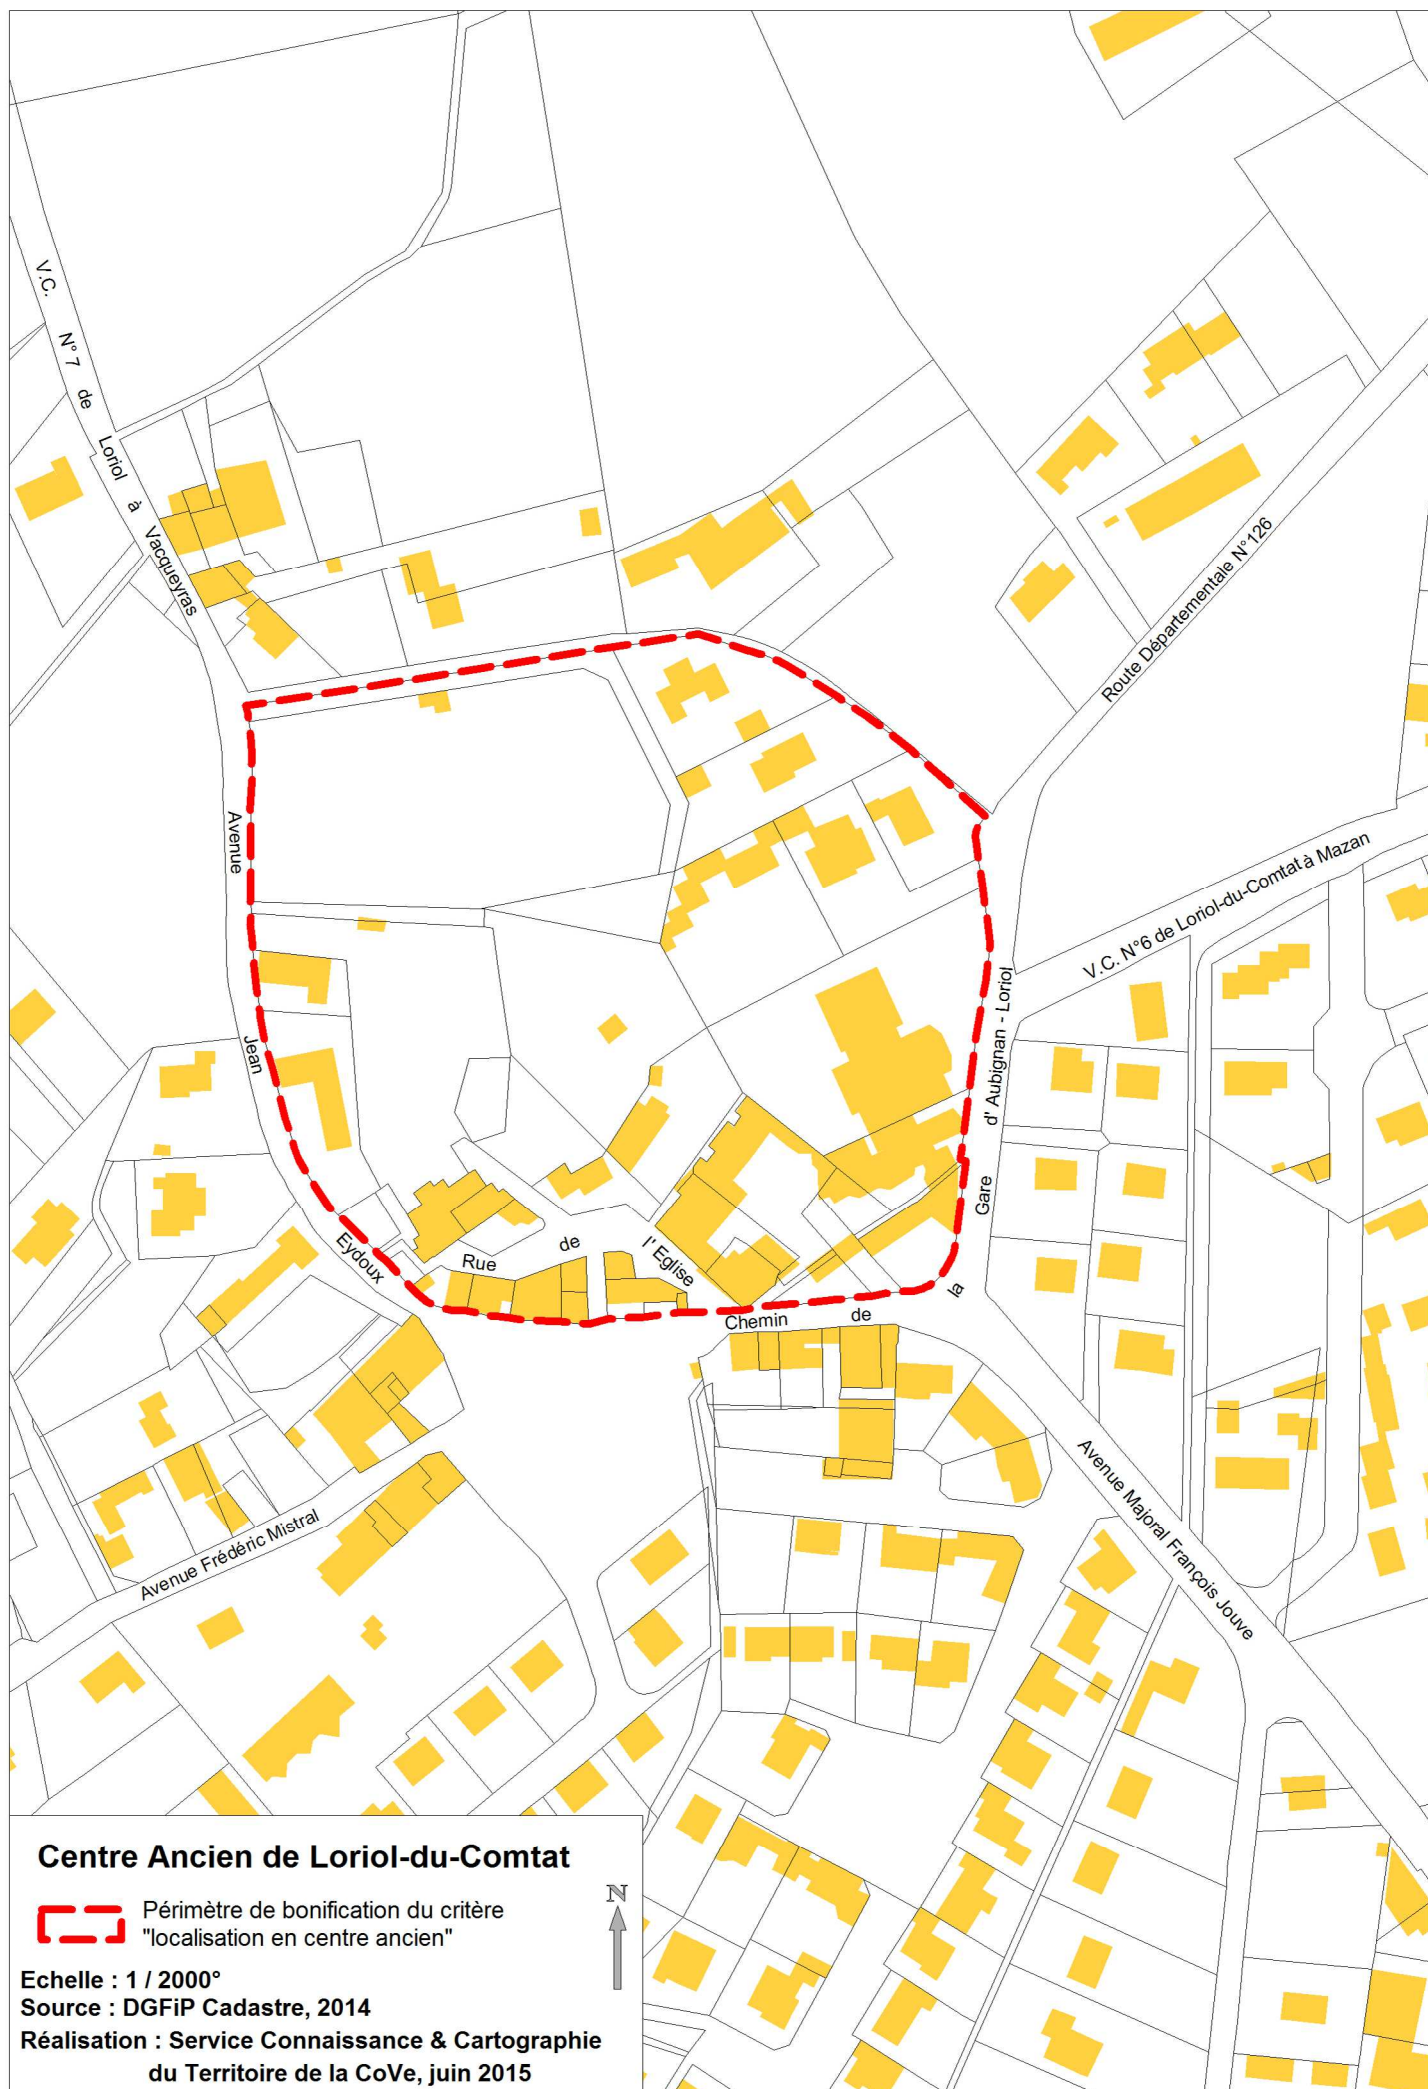 V.C. N° 7 de Loriol à Vacqueyras
Route Départementale N°126
Avenue Jean Eydoux
V.C. N°6 de Loriol-du-Comtat à Mazan
d' Aubignan - Loriol
Rue de l' Eglise
Chemin de la Gare
Avenue Majoral François Jouve
Avenue Frédéric Mistral
Centre Ancien de Loriol-du-Comtat
Périmètre de bonification du critère
"localisation en centre ancien"
N
Echelle : 1 / 2000°
Source : DGFiP Cadastre, 2014
Réalisation : Service Connaissance & Cartographie
du Territoire de la CoVe, juin 2015